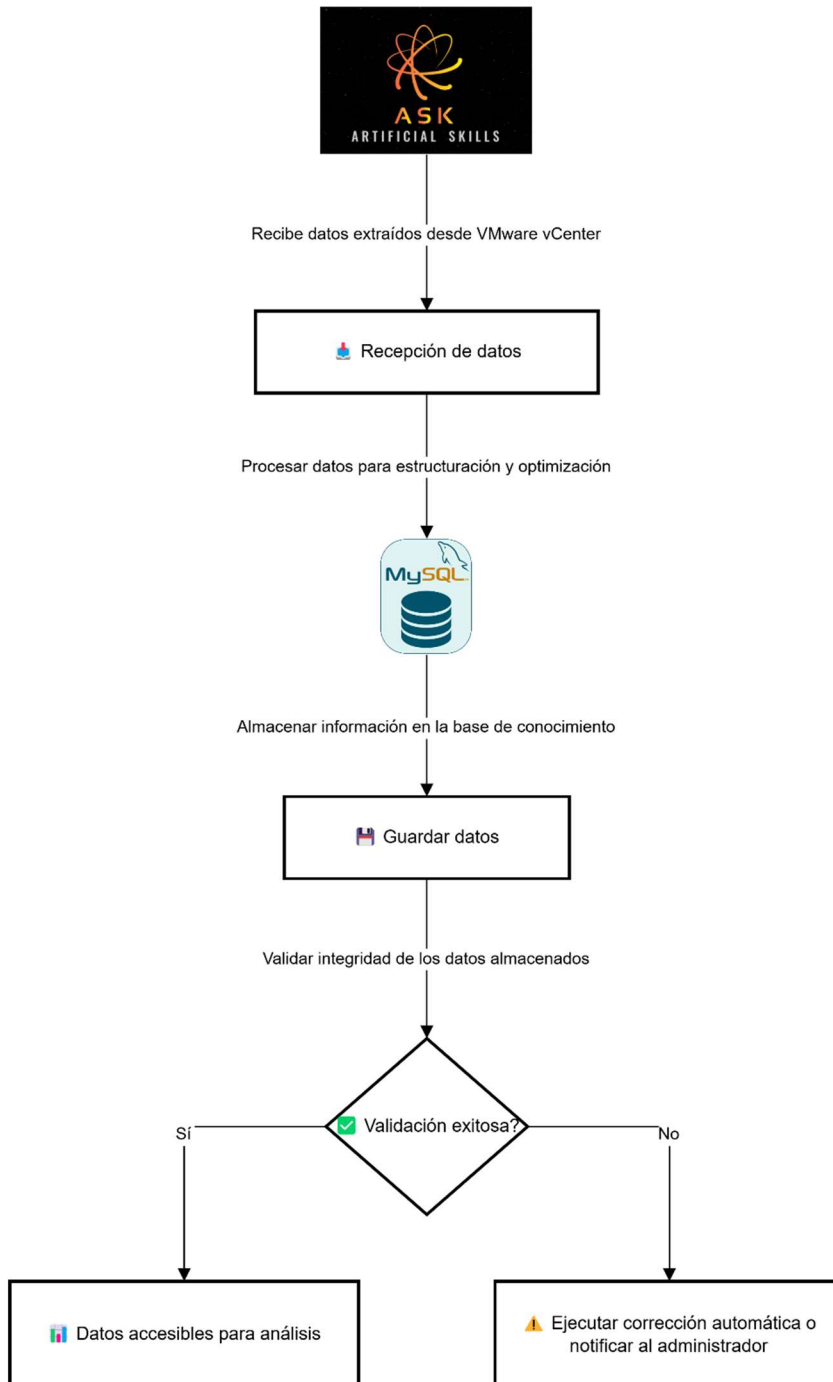 ASK
ARTIFICIAL SKILLS
Recibe datos extraídos desde VMware vCenter
Recepción de datos
Procesar datos para estructuración y optimización
MySQL
Almacenar información en la base de conocimiento
Guardar datos
Validar integridad de los datos almacenados
Validación exitosa?
Sí
No
Datos accesibles para análisis
Ejecutar corrección automática o
notificar al administrador